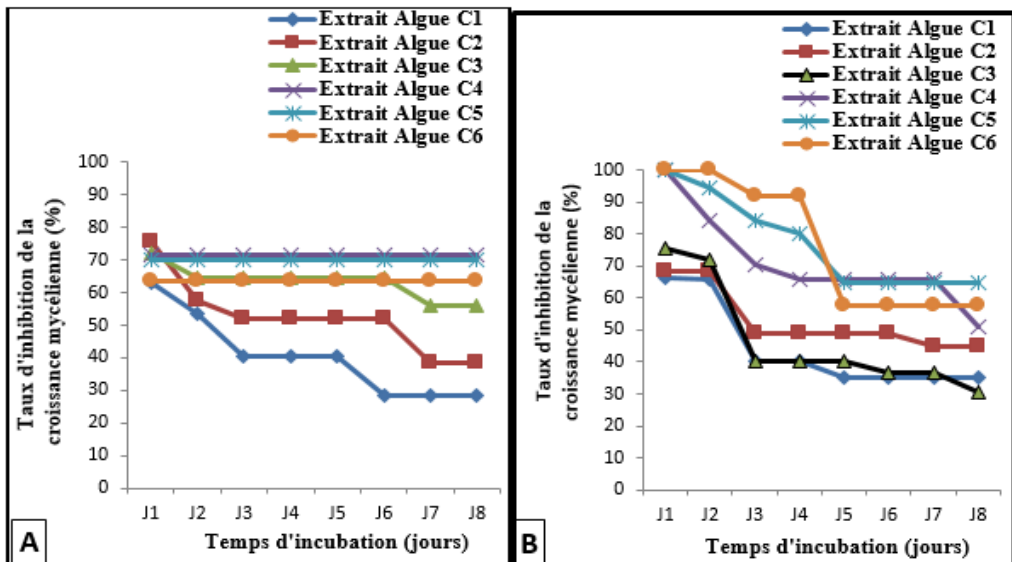 Extrait Algue C1
Extrait Algue C2
Extrait Algue C3
Extrait Algue C4
Extrait Algue C5
Extrait Algue C6
Taux d'inhibition de la
croissance mycélienne (%)
100
90
80
70
60
50
40
30
20
10
0
J1 J2 J3 J4 J5 J6 J7 J8
Temps d'incubation (jours)
A
Extrait Algue C1
Extrait Algue C2
Extrait Algue C3
Extrait Algue C4
Extrait Algue C5
Extrait Algue C6
Taux d'inhibition de la
croissance mycélienne (%)
100
90
80
70
60
50
40
30
20
10
0
J1 J2 J3 J4 J5 J6 J7 J8
Temps d'incubation (jours)
B